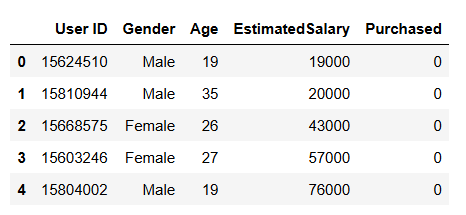 User ID Gender Age EstimatedSalary Purchased
0 15624510 Male 19 19000 0
1 15810944 Male 35 20000 0
2 15668575 Female 26 43000 0
3 15603246 Female 27 57000 0
4 15804002 Male 19 76000 0